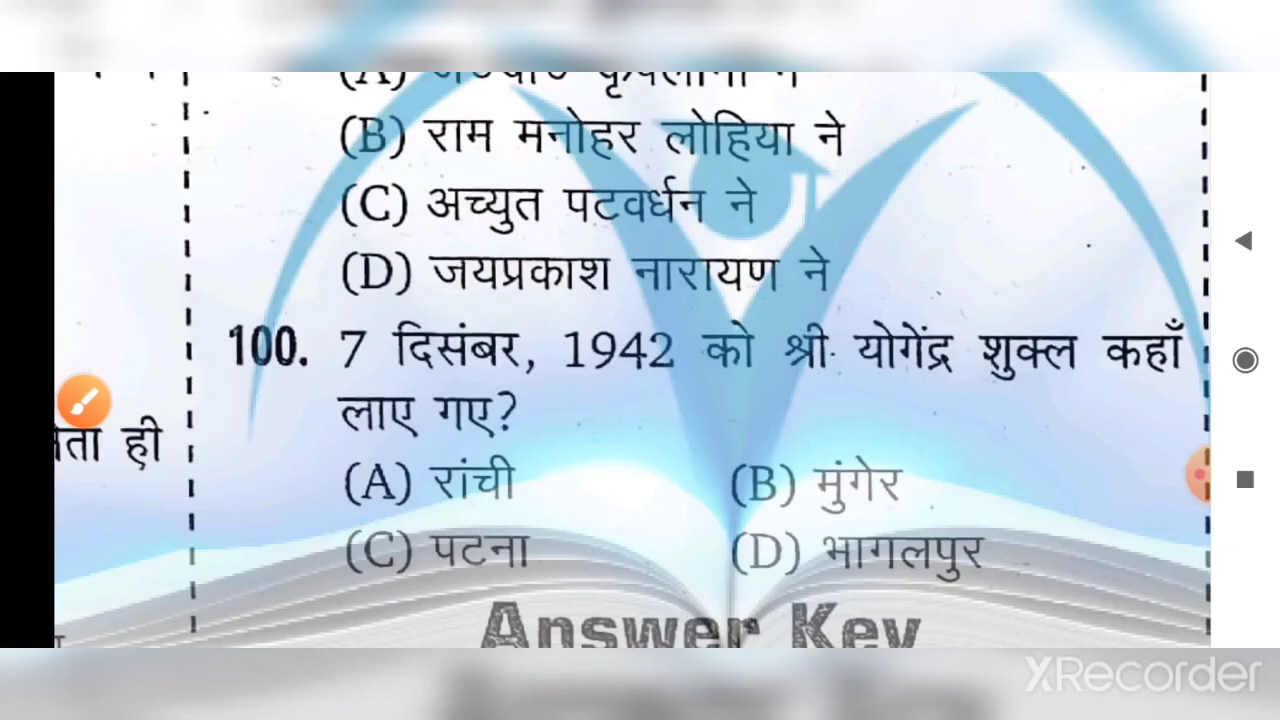 (B) राम मनोहर लोहिया ने
(C) अच्युत पटवर्धन ने
(D) जयप्रकाश नारायण ने
100. 7 दिसंबर, 1942 को श्री योगेंद्र शुक्ल कहाँ
लाए गए?
ही
(A) रांची
(B) मुंगेर
(C) पटना
(D) भागलपुर
Answer Key
XRecorder